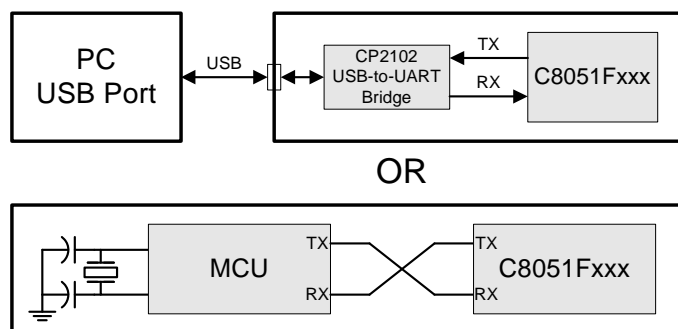 PC
USB Port
USB
CP2102
USB-to-UART
Bridge
TX
RX
C8051Fxxx
OR
MCU
TX
RX
TX
RX
C8051Fxxx